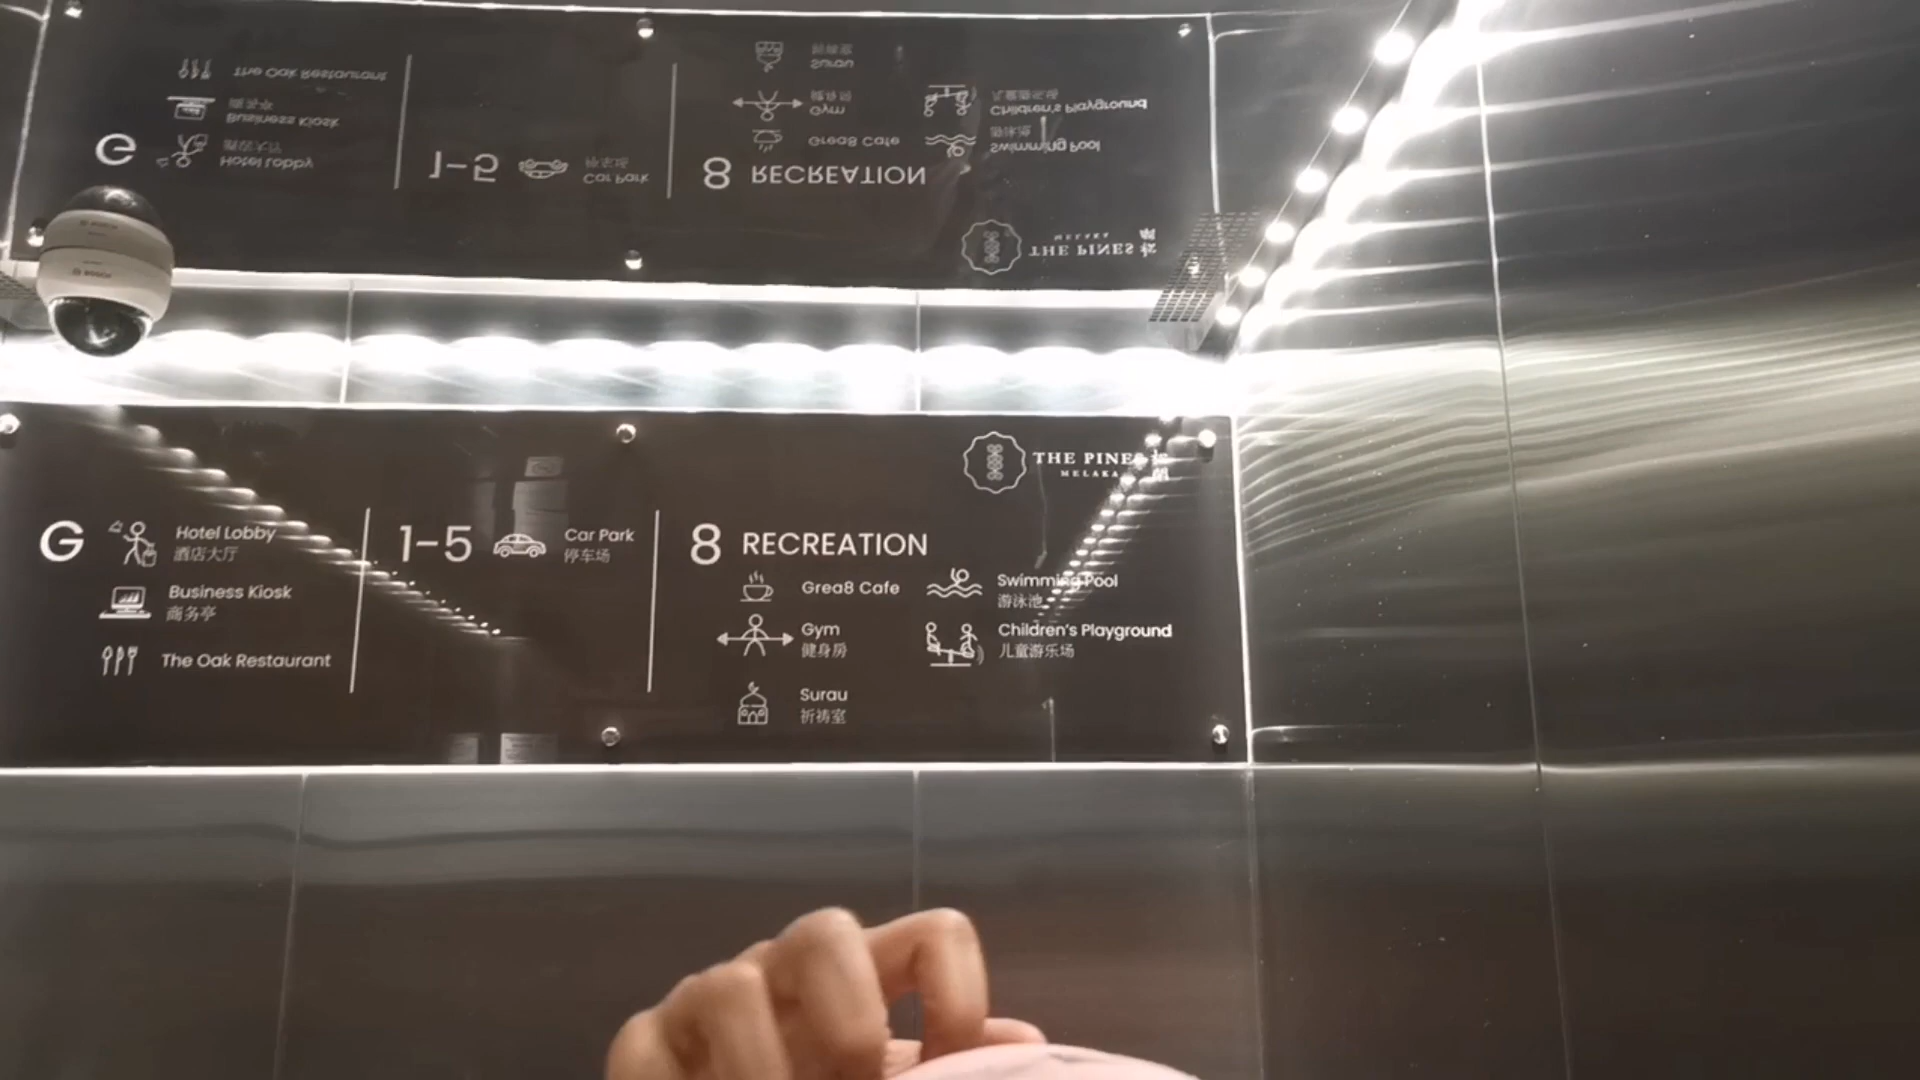 THE PINES
MELAKA
G
Hotel Lobby
酒店大厅
Business Kiosk
商务亭
The Oak Restaurant
1-5
Car Park
停车场
8 RECREATION
Grea8 Cafe
Gym
健身房
Surau
祈祷室
Swimming Pool
游泳池
Children's Playground
儿童游乐场